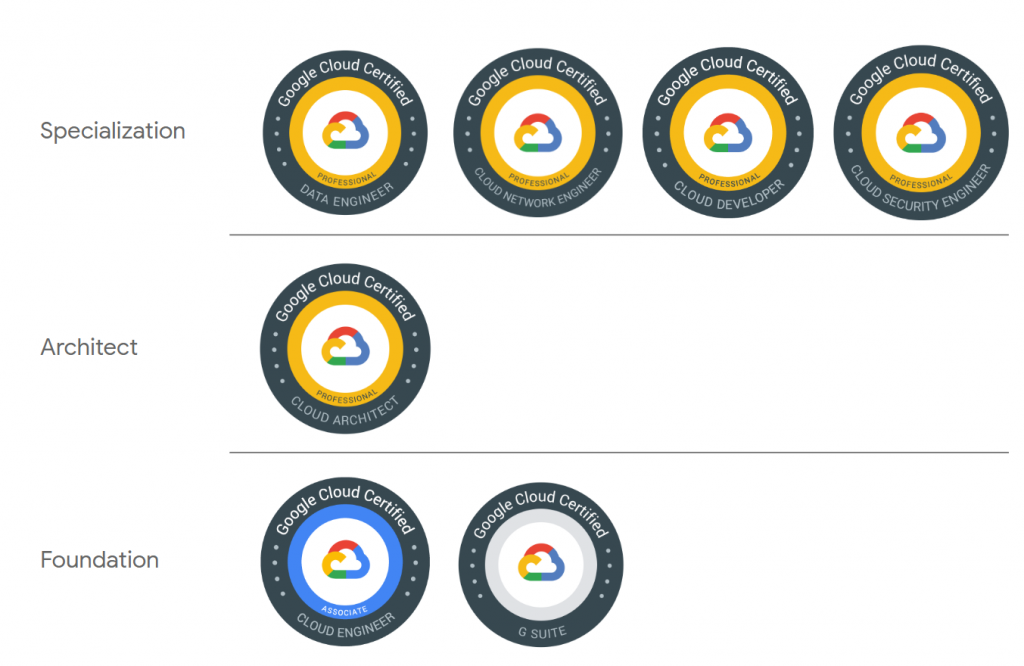 Specialization
Google Cloud Certified
PROFESSIONAL
DATA ENGINEER
Google Cloud Certified
PROFESSIONAL
CLOUD NETWORK ENGINEER
Google Cloud Certified
PROFESSIONAL
CLOUD DEVELOPER
Google Cloud Certified
PROFESSIONAL
CLOUD SECURITY ENGINEER
Architect
Google Cloud Certified
PROFESSIONAL
CLOUD ARCHITECT
Foundation
Google Cloud Certified
ASSOCIATE
CLOUD ENGINEER
Google Cloud Certified
G SUITE